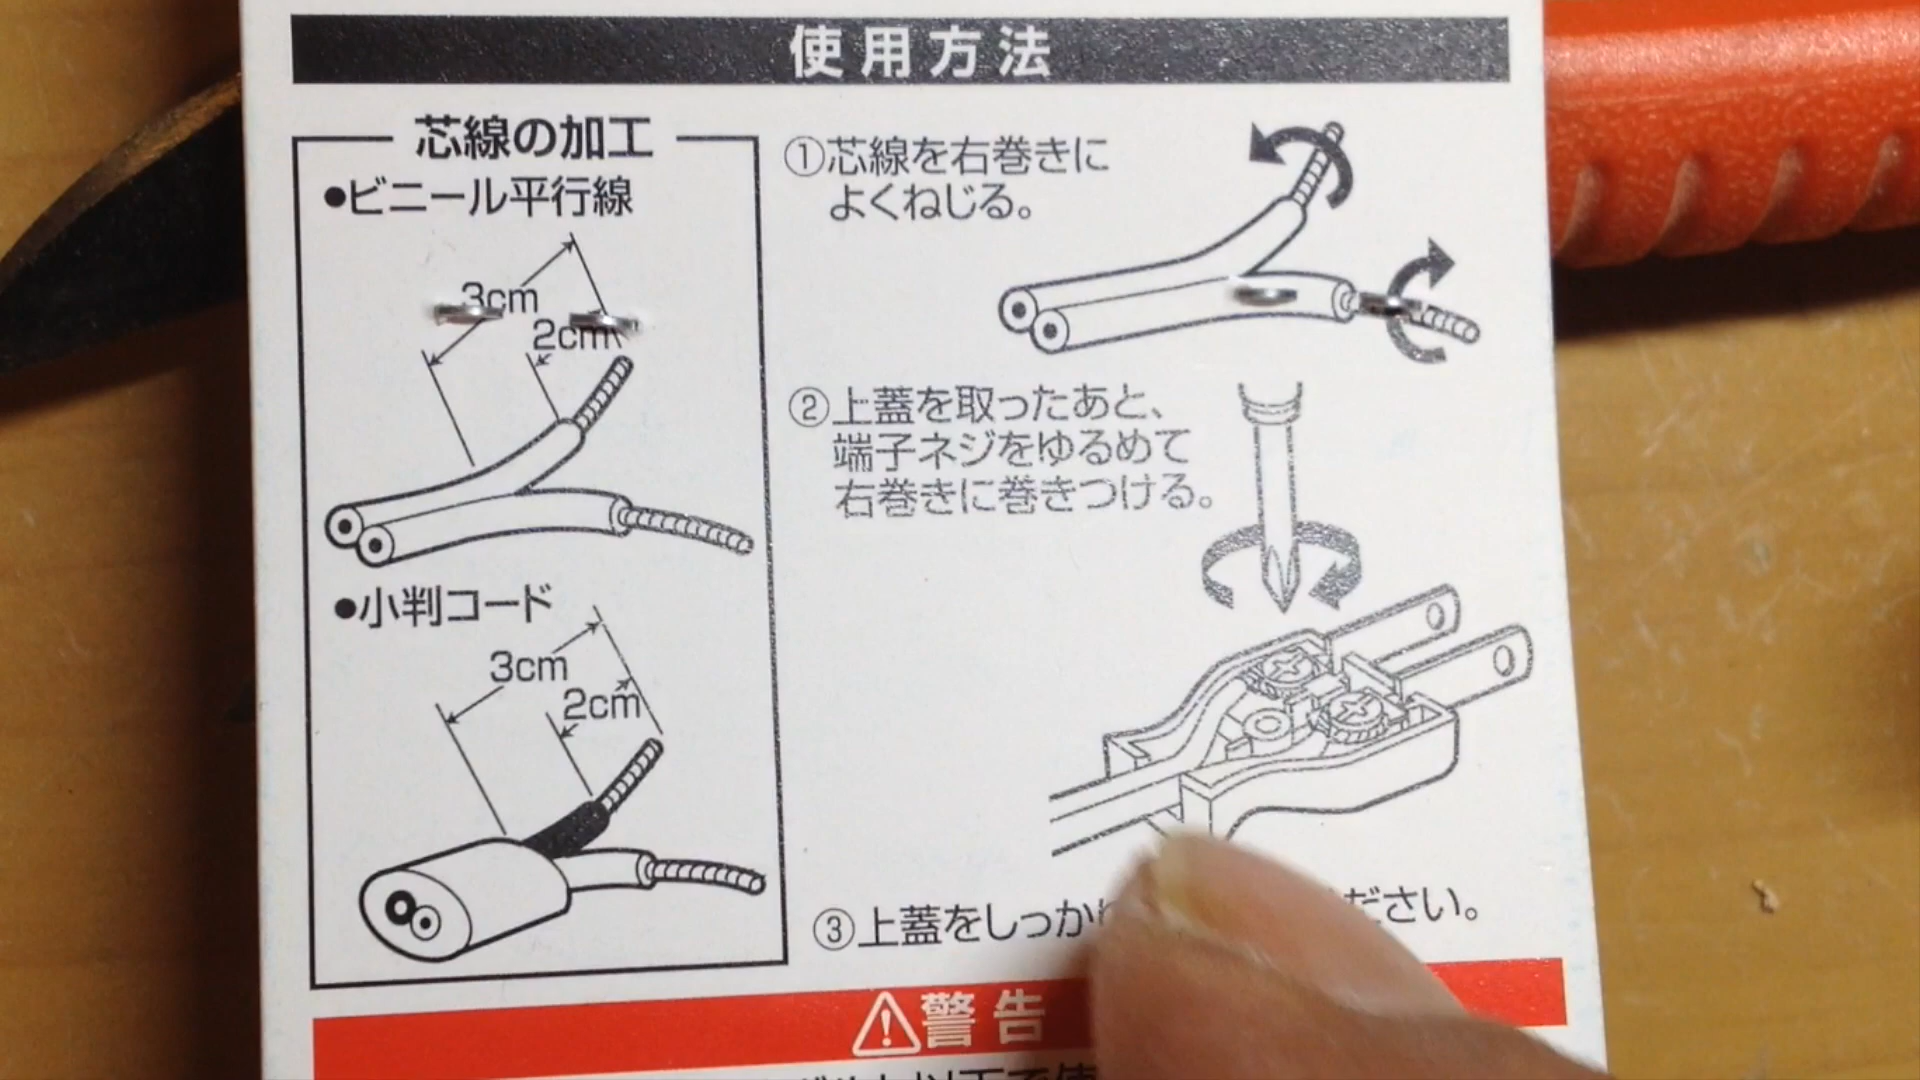 使用方法
芯線の加工
●ビニール平行線
3cm
2cm
●小判コード
3cm
2cm
①芯線を右巻きに
よくねじる。
②上蓋を取ったあと、
端子ネジをゆるめて
右巻きに巻きつける。
③上蓋をしっか ださい。
警告